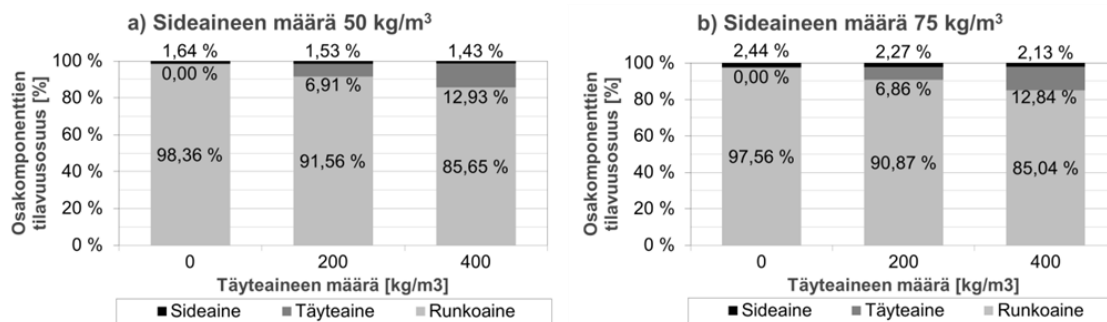 a) Sideaineen määrä 50 kg/m³
1,64 % 1,53 % 1,43 %
100 %
0,00 % 6,91 % 12,93 %
80 %
60 %
98,36 % 91,56 % 85,65 %
40 %
20 %
0 %
0 200 400
Osakomponenttien
tilavuusosuus [%]
Täyteaineen määrä [kg/m3]
Sideaine Täyteaine Runkoaine
b) Sideaineen määrä 75 kg/m³
2,44 % 2,27 % 2,13 %
100 %
0,00 % 6,86 % 12,84 %
80 %
60 %
97,56 % 90,87 % 85,04 %
40 %
20 %
0 %
0 200 400
Osakomponenttien
tilavuusosuus [%]
Täyteaineen määrä [kg/m3]
Sideaine Täyteaine Runkoaine